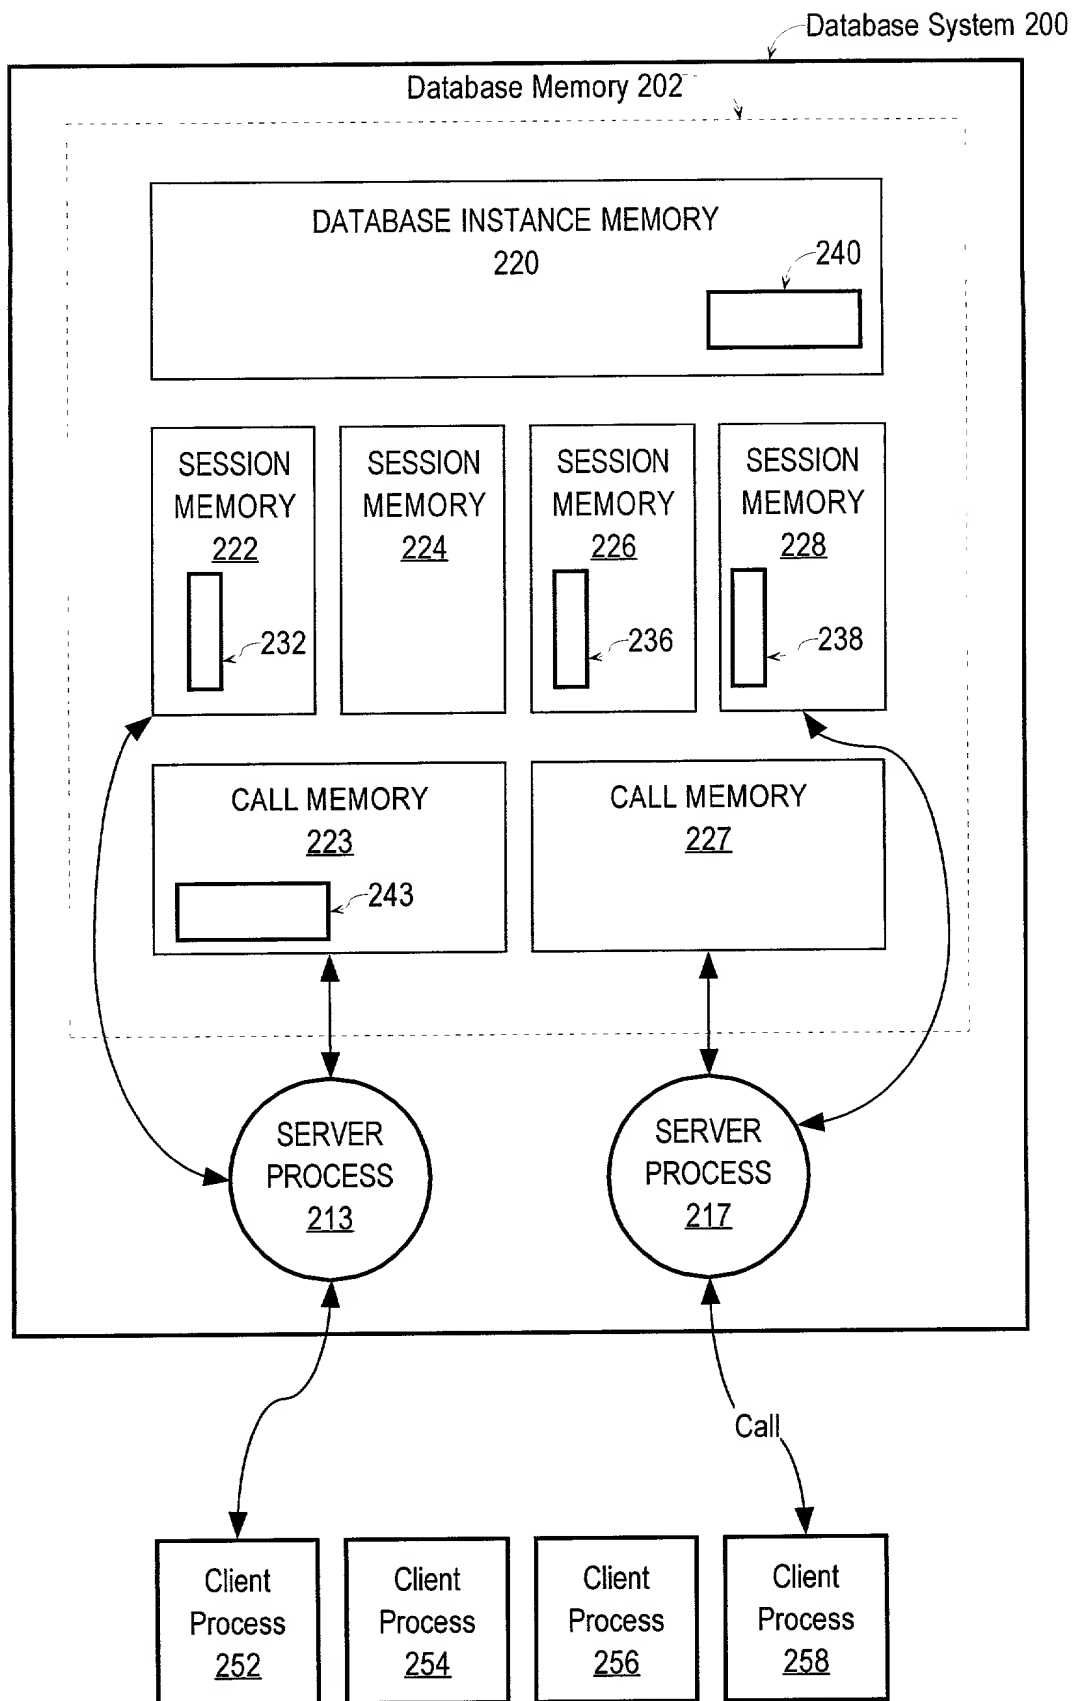 Database System 200
Database Memory 202
DATABASE INSTANCE MEMORY
220
240
SESSION
MEMORY
222
232
SESSION
MEMORY
224
SESSION
MEMORY
226
236
SESSION
MEMORY
228
238
CALL MEMORY
223
243
CALL MEMORY
227
SERVER
PROCESS
213
SERVER
PROCESS
217
Call
Client
Process
252
Client
Process
254
Client
Process
256
Client
Process
258